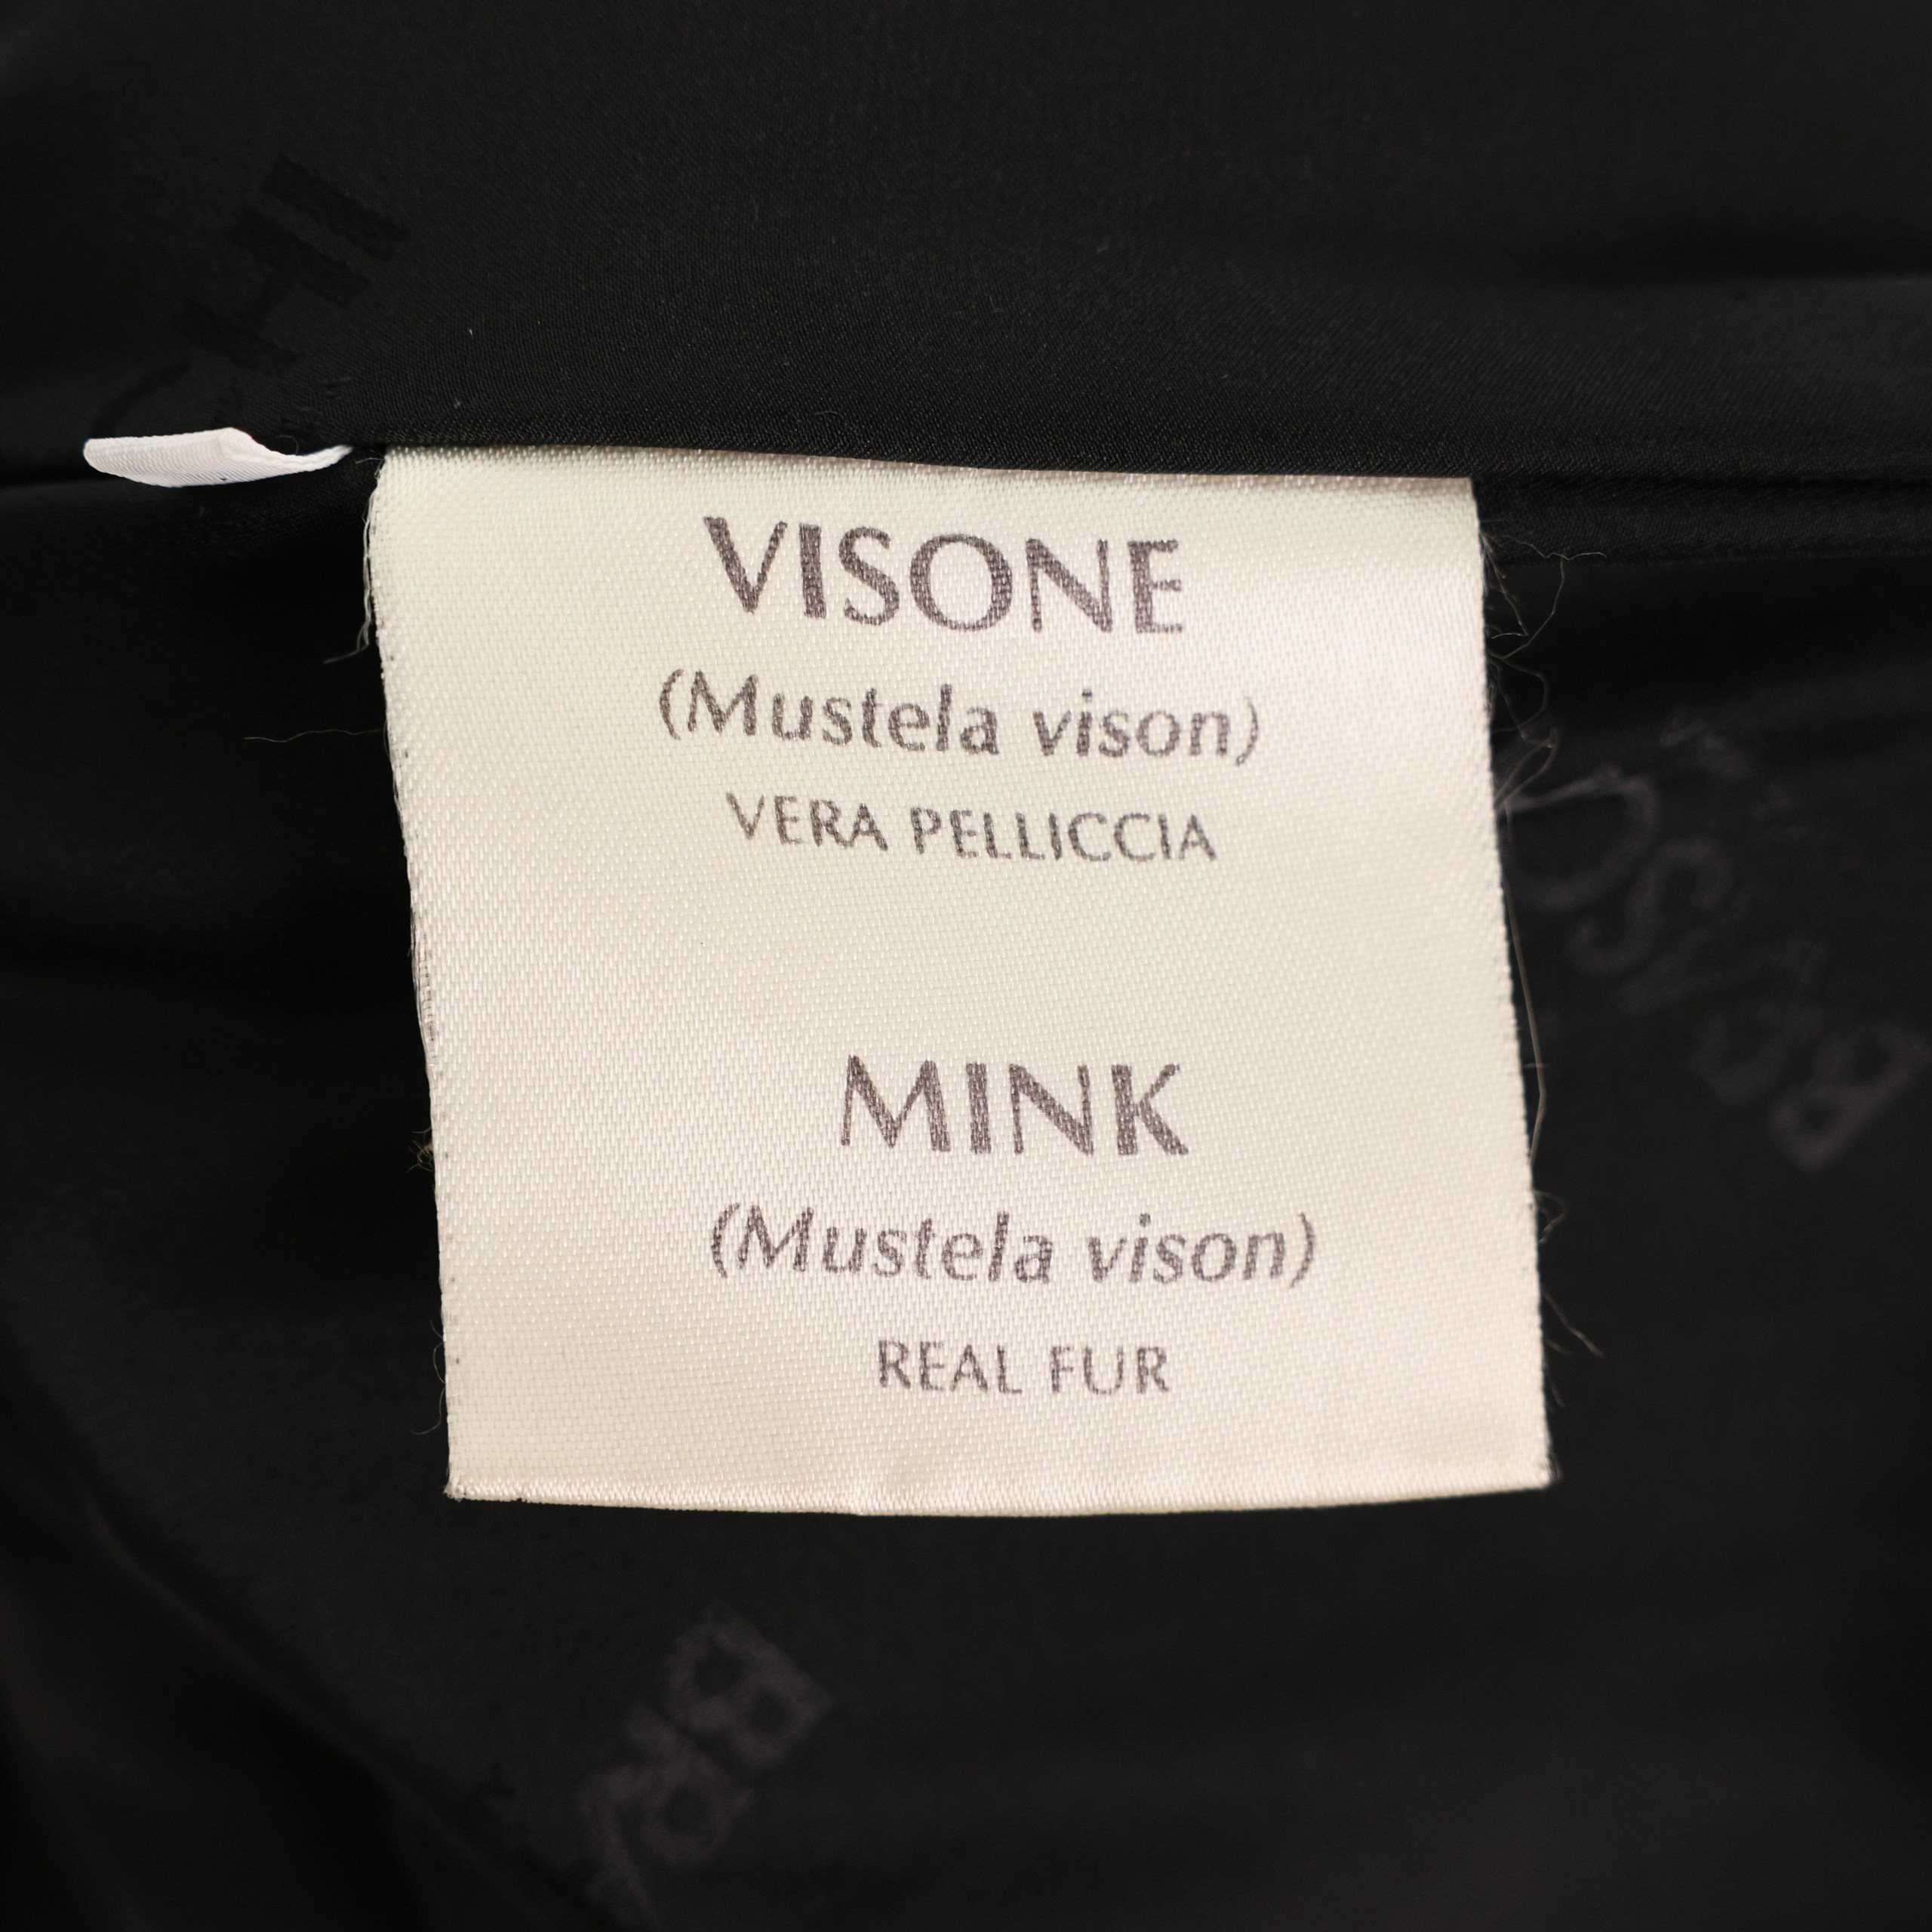 VISONE
(Mustela vison)
VERA PELLICCIA
MINK
(Mustela vison)
REAL FUR